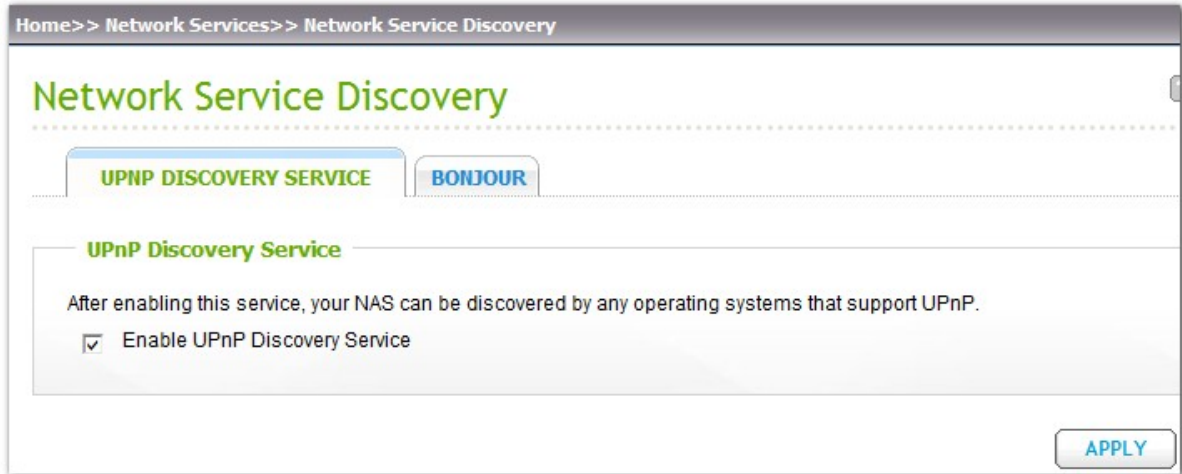 Home>> Network Services>> Network Service Discovery
Network Service Discovery
UPNP DISCOVERY SERVICE
BONJOUR
UPnP Discovery Service
After enabling this service, your NAS can be discovered by any operating systems that support UPnP.
Enable UPnP Discovery Service
APPLY